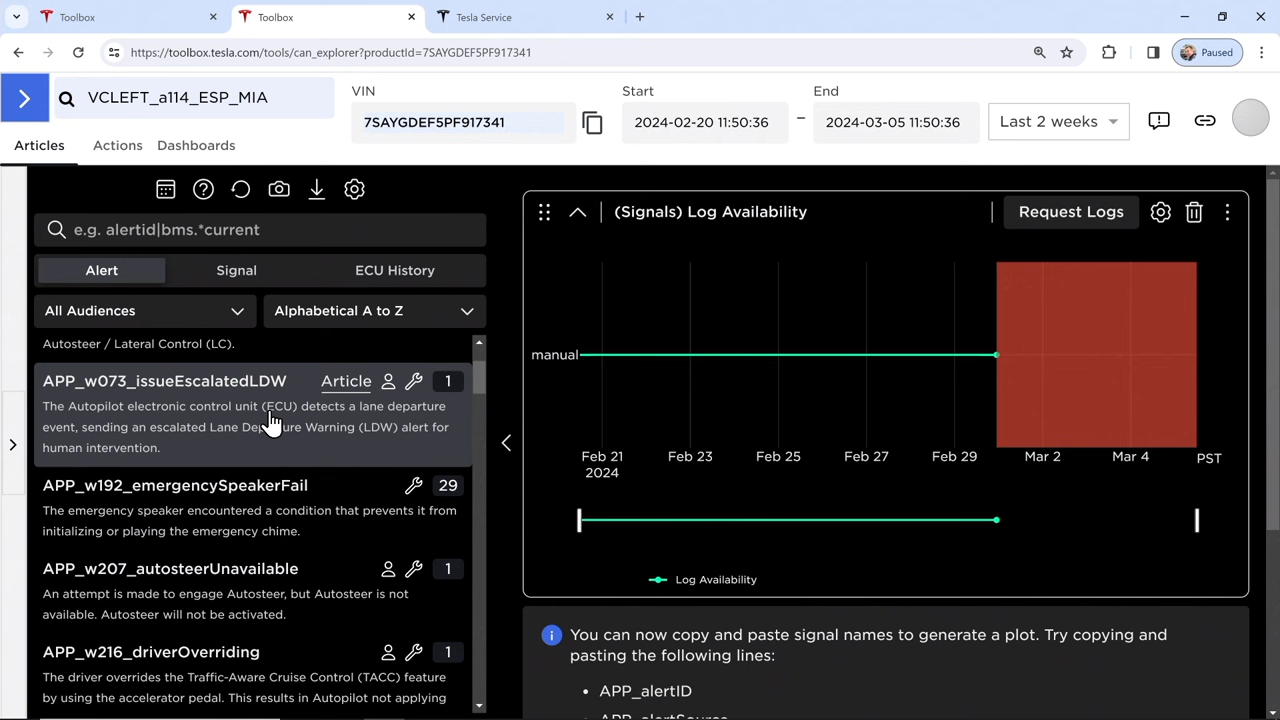 Toolbox
Toolbox
Tesla Service
https://toolbox.tesla.com/tools/can_explorer?productId=7SAYGDEF5PF917341
Paused
VCLEFT_a114_ESP_MIA
VIN
7SAYGDEF5PF917341
Start
2024-02-20 11:50:36
–
End
2024-03-05 11:50:36
Last 2 weeks
Articles
Actions
Dashboards
e.g. alertid|bms.*current
Alert
Signal
ECU History
All Audiences
Alphabetical A to Z
Autosteer / Lateral Control (LC).
APP_w073_issueEscalatedLDW Article 1
The Autopilot electronic control unit (ECU) detects a lane departure
event, sending an escalated Lane Departure Warning (LDW) alert for
human intervention.
APP_w192_emergencySpeakerFail 29
The emergency speaker encountered a condition that prevents it from
initializing or playing the emergency chime.
APP_w207_autosteerUnavailable 1
An attempt is made to engage Autosteer, but Autosteer is not
available. Autosteer will not be activated.
APP_w216_driverOverriding 1
The driver overrides the Traffic-Aware Cruise Control (TACC) feature
by using the accelerator pedal. This results in Autopilot not applying
(Signals) Log Availability
Request Logs
manual
Feb 21 Feb 23 Feb 25 Feb 27 Feb 29 Mar 2 Mar 4 PST
2024
Log Availability
You can now copy and paste signal names to generate a plot. Try copying and
pasting the following lines:
• APP_alertID
APP_alertSource